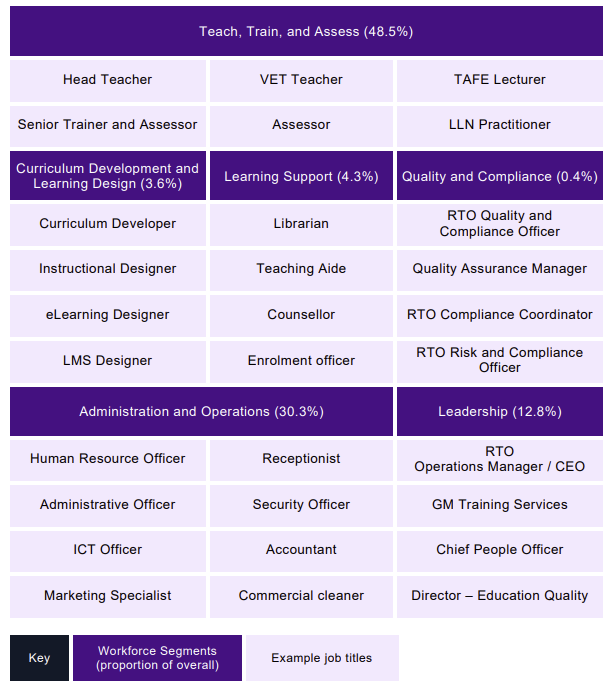 Teach, Train, and Assess (48.5%)
Head Teacher
VET Teacher
TAFE Lecturer
Senior Trainer and Assessor
Assessor
LLN Practitioner
Curriculum Development and
Learning Design (3.6%)
Learning Support (4.3%)
Quality and Compliance (0.4%)
Curriculum Developer
Librarian
RTO Quality and
Compliance Officer
Instructional Designer
Teaching Aide
Quality Assurance Manager
eLearning Designer
Counsellor
RTO Compliance Coordinator
LMS Designer
Enrolment officer
RTO Risk and Compliance
Officer
Administration and Operations (30.3%)
Leadership (12.8%)
Human Resource Officer
Receptionist
RTO
Operations Manager / CEO
Administrative Officer
Security Officer
GM Training Services
ICT Officer
Accountant
Chief People Officer
Marketing Specialist
Commercial cleaner
Director – Education Quality
Key
Workforce Segments
(proportion of overall)
Example job titles